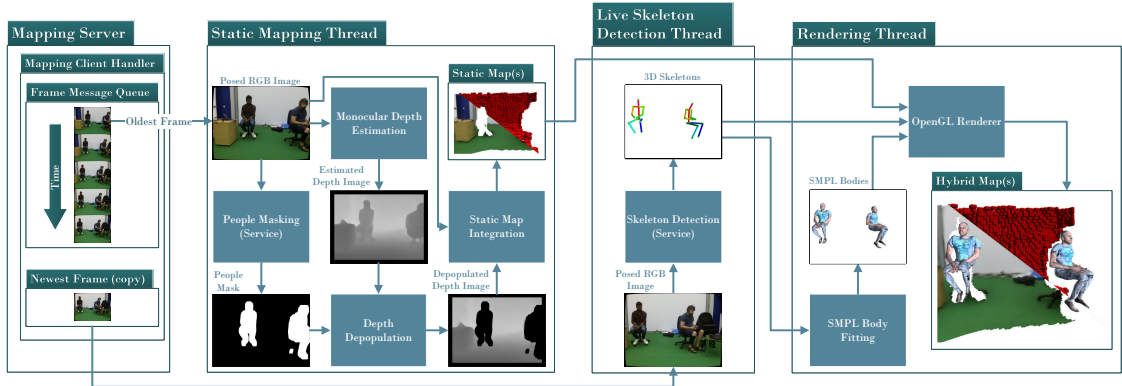 Mapping Server
Mapping Client Handler
Frame Message Queue
Time
Newest Frame (copy)
Oldest Frame
Static Mapping Thread
Posed RGB Image
Monocular Depth
Estimation
Static Map(s)
Estimated
Depth Image
People Masking
(Service)
Static Map
Integration
People
Mask
Depopulated
Depth Image
Depth
Depopulation
Live Skeleton
Detection Thread
3D Skeletons
Skeleton Detection
(Service)
Posed RGB
Image
Rendering Thread
OpenGL Renderer
SMPL Bodies
Hybrid Map(s)
SMPL Body
Fitting